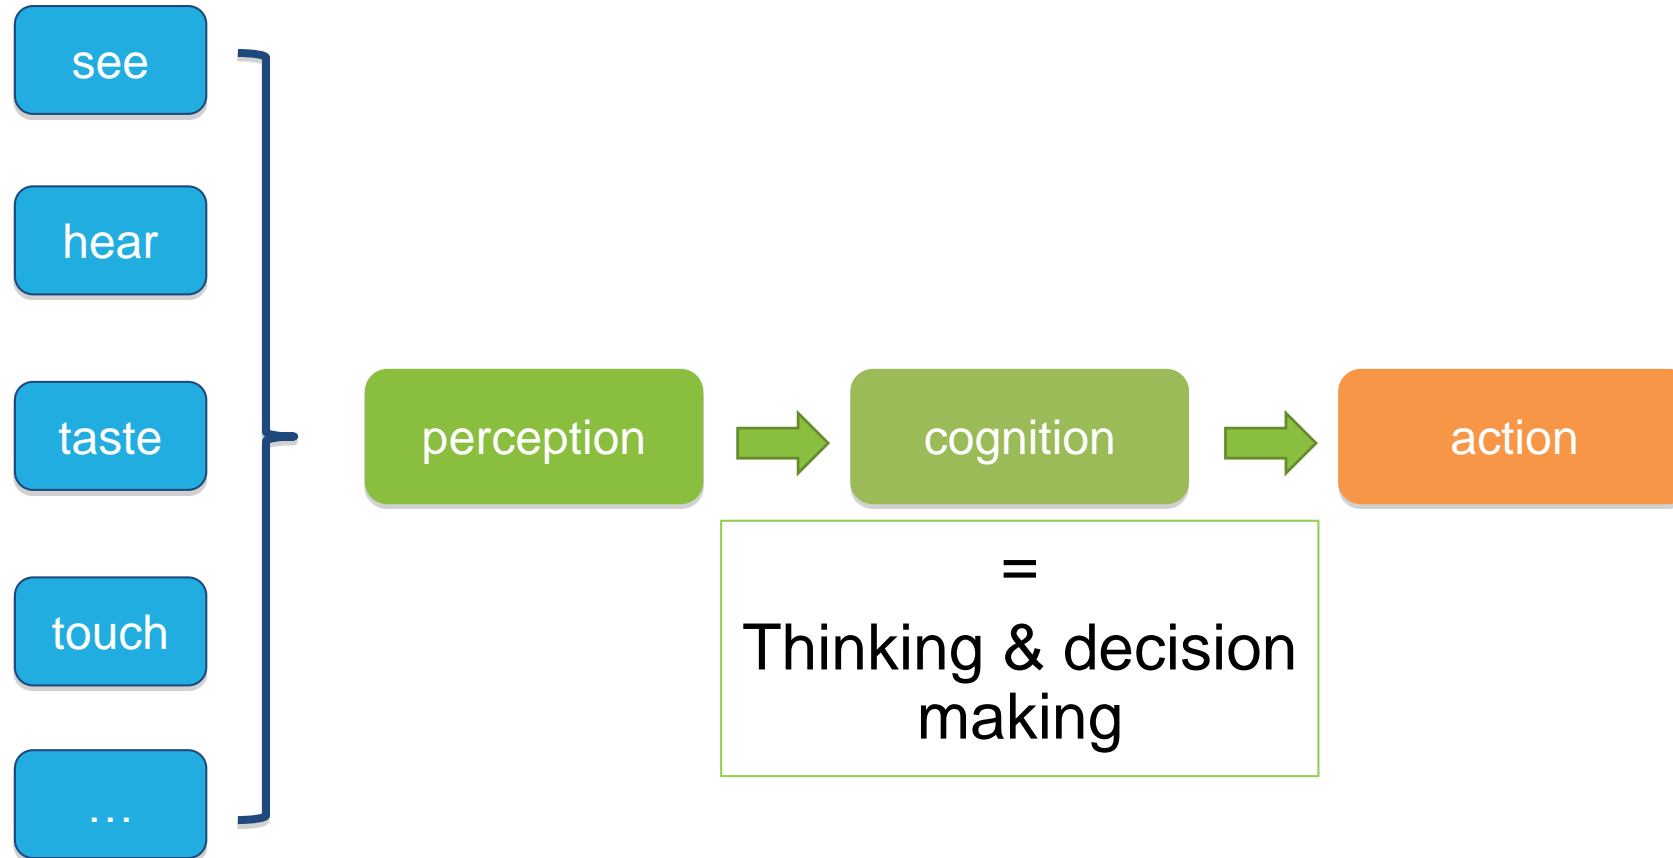 see
hear
taste
touch
…
perception
cognition
action
=
Thinking & decision
making